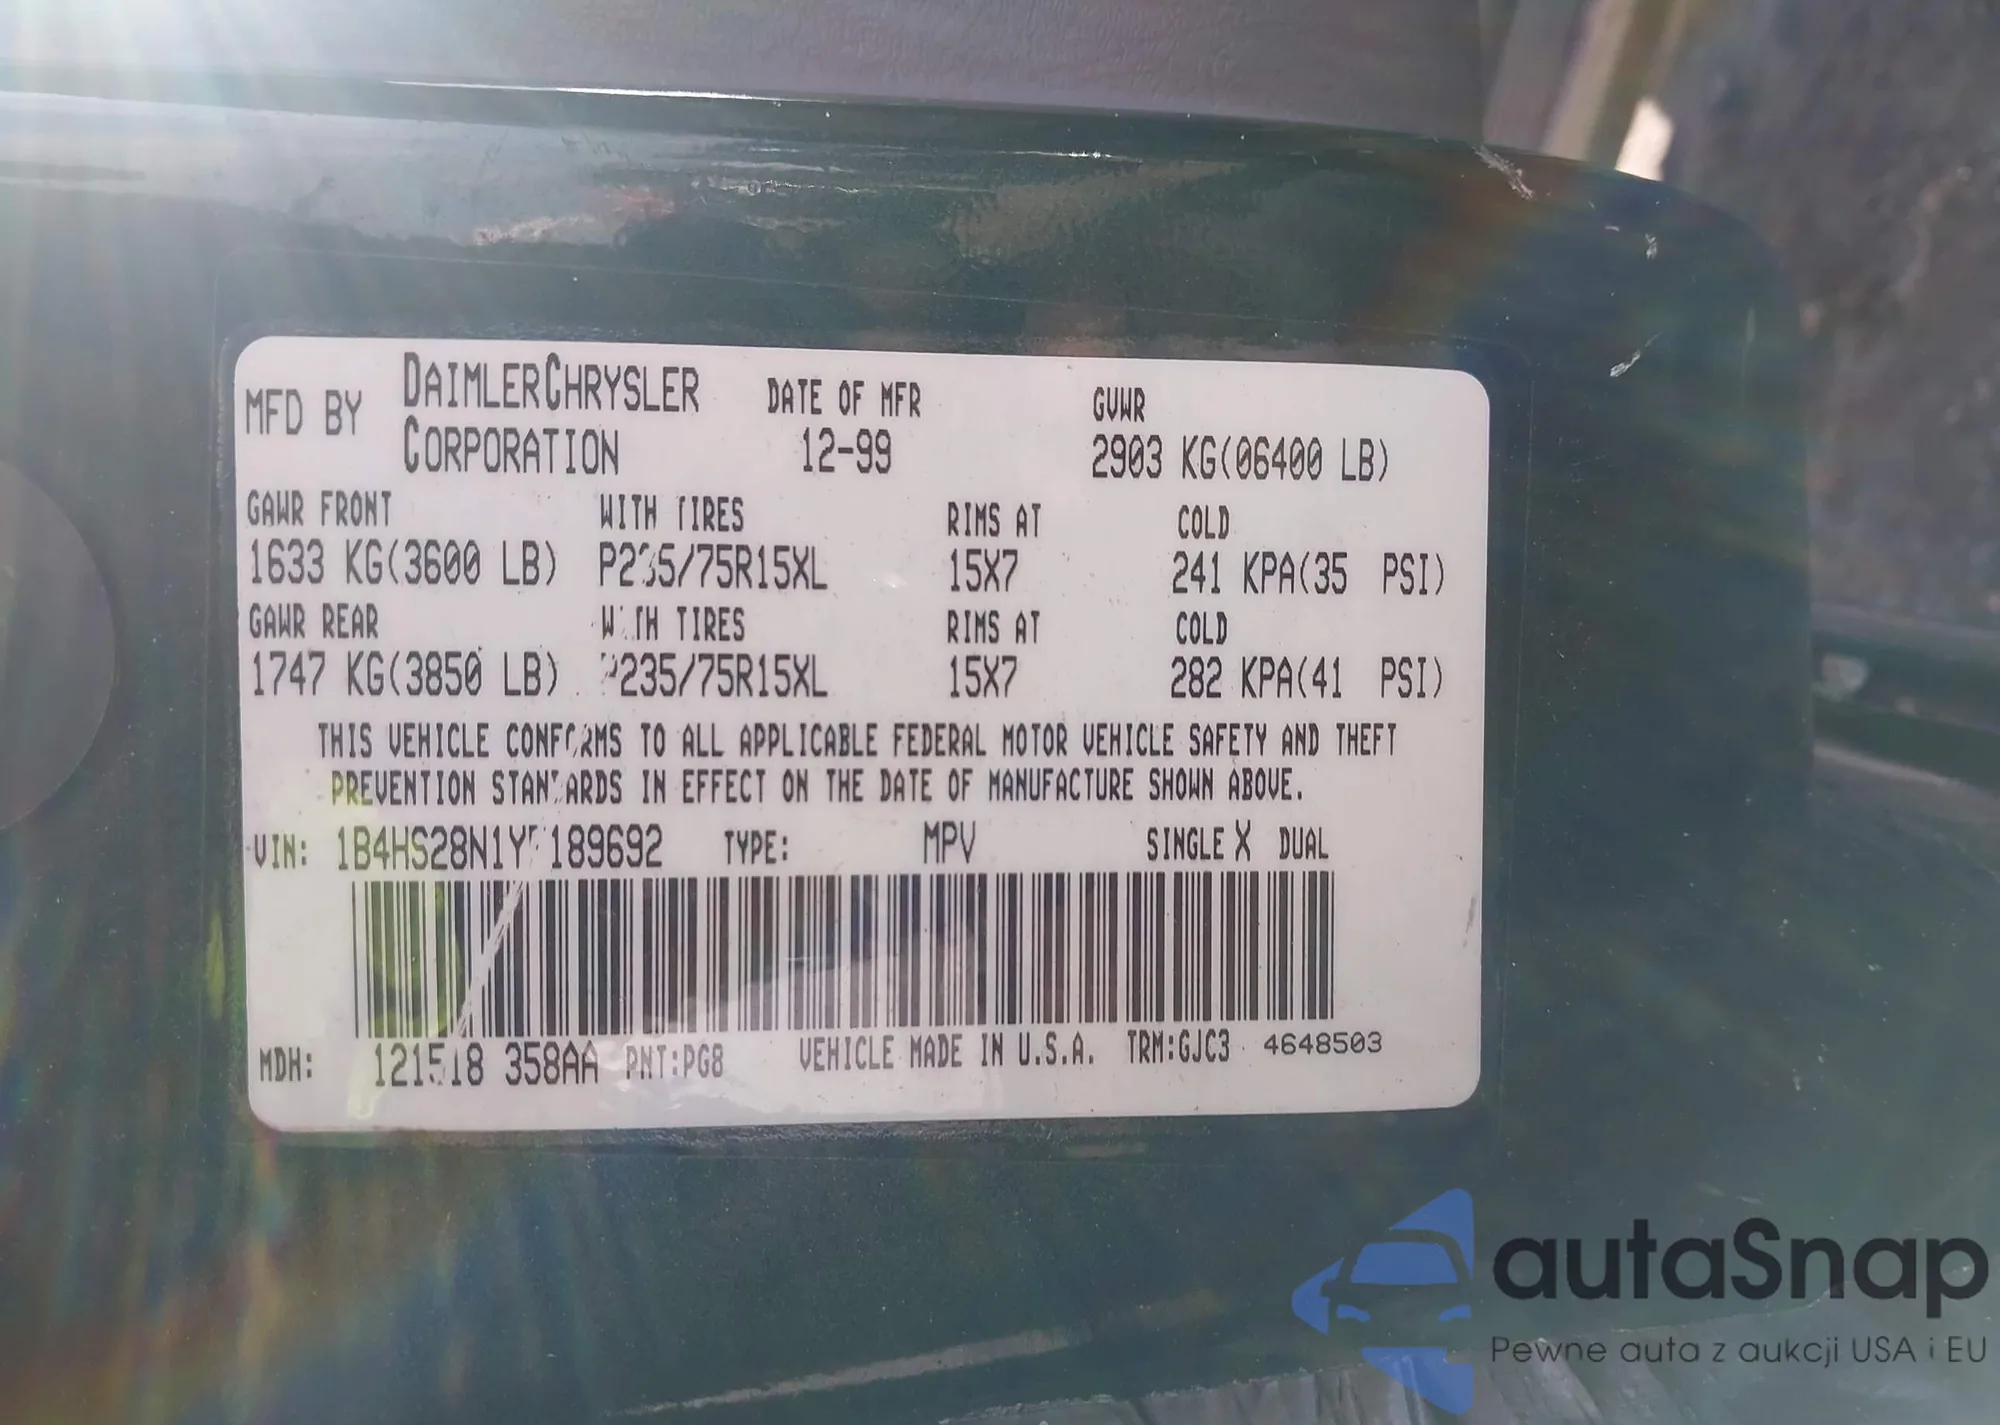 MFD BY DAIMLERCHRYSLER CORPORATION DATE OF MFR 12-99 GVWR 2903 KG(06400 LB)
GAWR FRONT WITH TIRES RIMS AT COLD
1633 KG(3600 LB) P235/75R15XL 15X7 241 KPA(35 PSI)
GAWR REAR WITH TIRES RIMS AT COLD
1747 KG(3850 LB) P235/75R15XL 15X7 282 KPA(41 PSI)
THIS VEHICLE CONFORMS TO ALL APPLICABLE FEDERAL MOTOR VEHICLE SAFETY AND THEFT
PREVENTION STANDARDS IN EFFECT ON THE DATE OF MANUFACTURE SHOWN ABOVE.
VIN: TYPE: MPV SINGLE X DUAL
MDH: 358AA PNT:PG8 VEHICLE MADE IN U.S.A. TRM:GJC3 4648503
autaSnap
Pewne auta z aukcji USA i EU